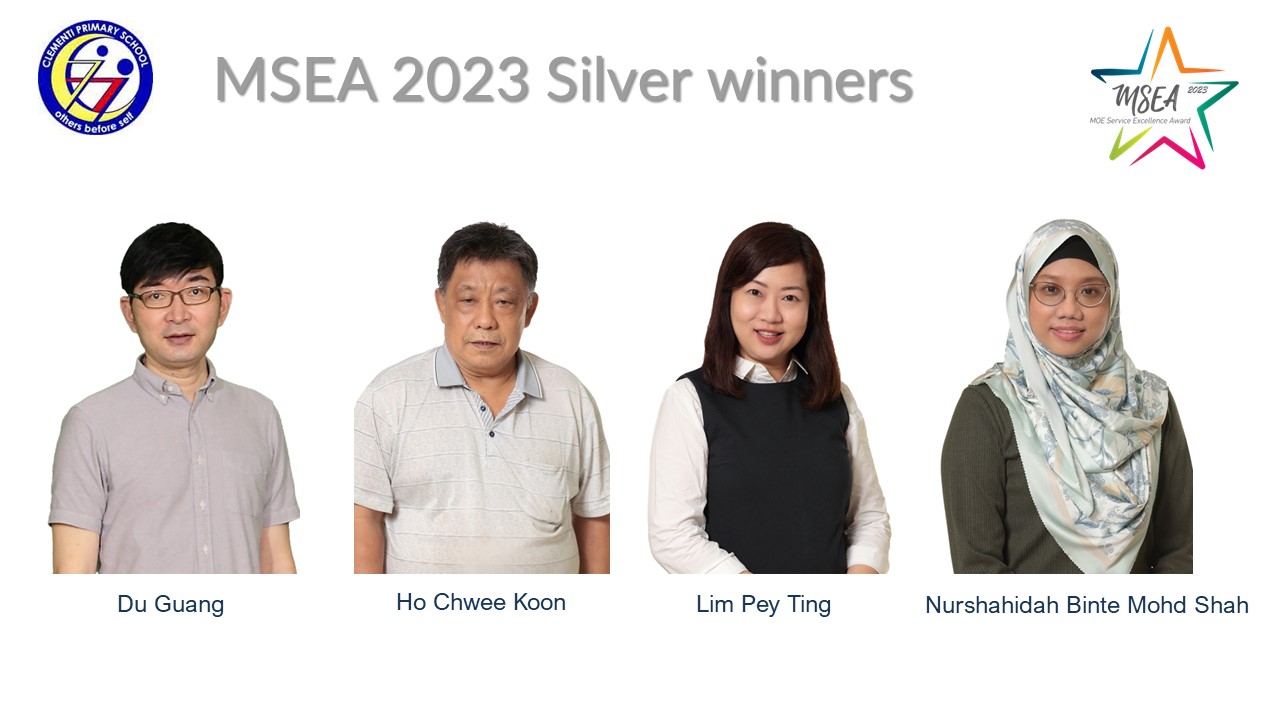 CLEMENTI PRIMARY SCHOOL
others before self
MSEA 2023 Silver winners
MSEA 2023
MOE Service Excellence Award
Du Guang
Ho Chwee Koon
Lim Pey Ting
Nurshahidah Binte Mohd Shah